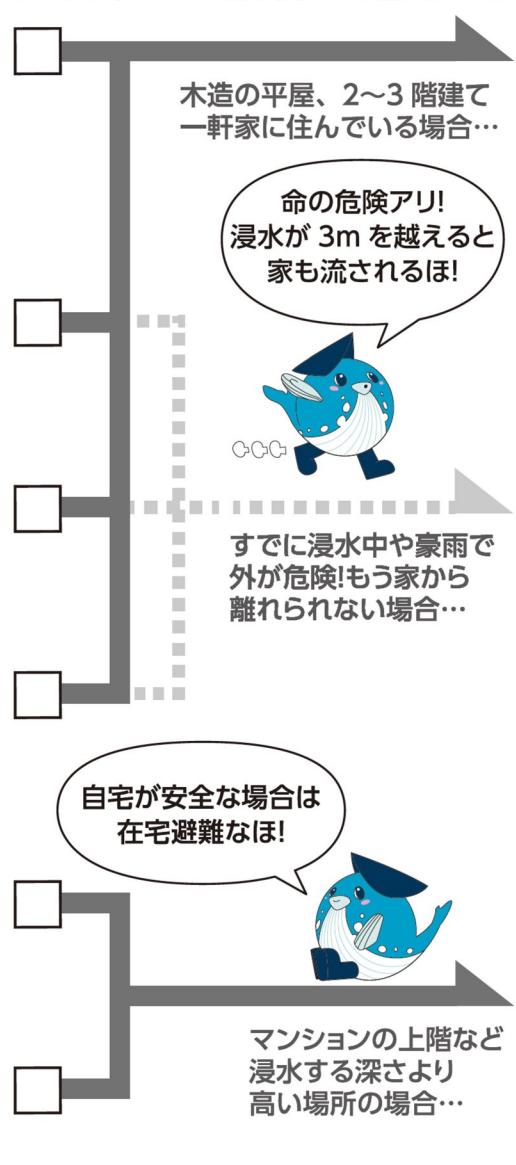 木造の平屋、2～3 階建て
一軒家に住んでいる場合…
命の危険アリ!
浸水が 3m を越えると
家も流されるほ!
すでに浸水中や豪雨で
外が危険!もう家から
離れられない場合…
自宅が安全な場合は
在宅避難なほ!
マンションの上階など
浸水する深さより
高い場所の場合…